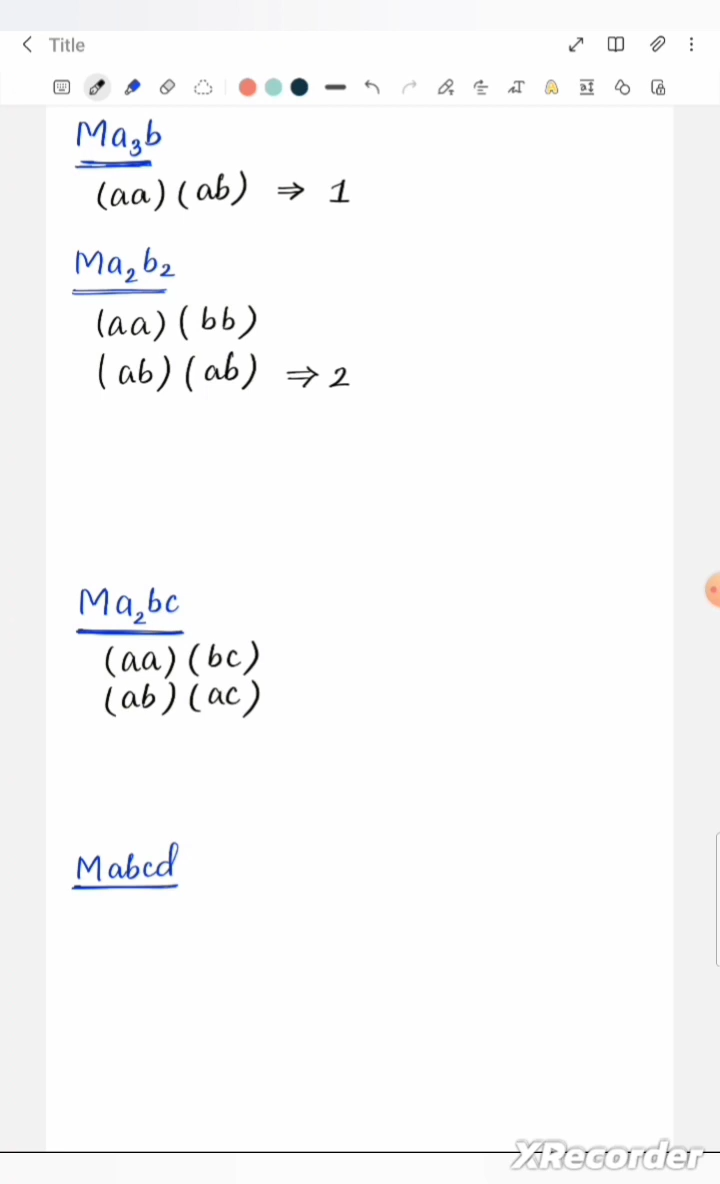 Title
Ma₃b
(aa)(ab) ⇒ 1
Ma₂b₂
(aa)(bb)
(ab)(ab) ⇒ 2
Ma₂bc
(aa)(bc)
(ab)(ac)
Mabcd
XRecorder